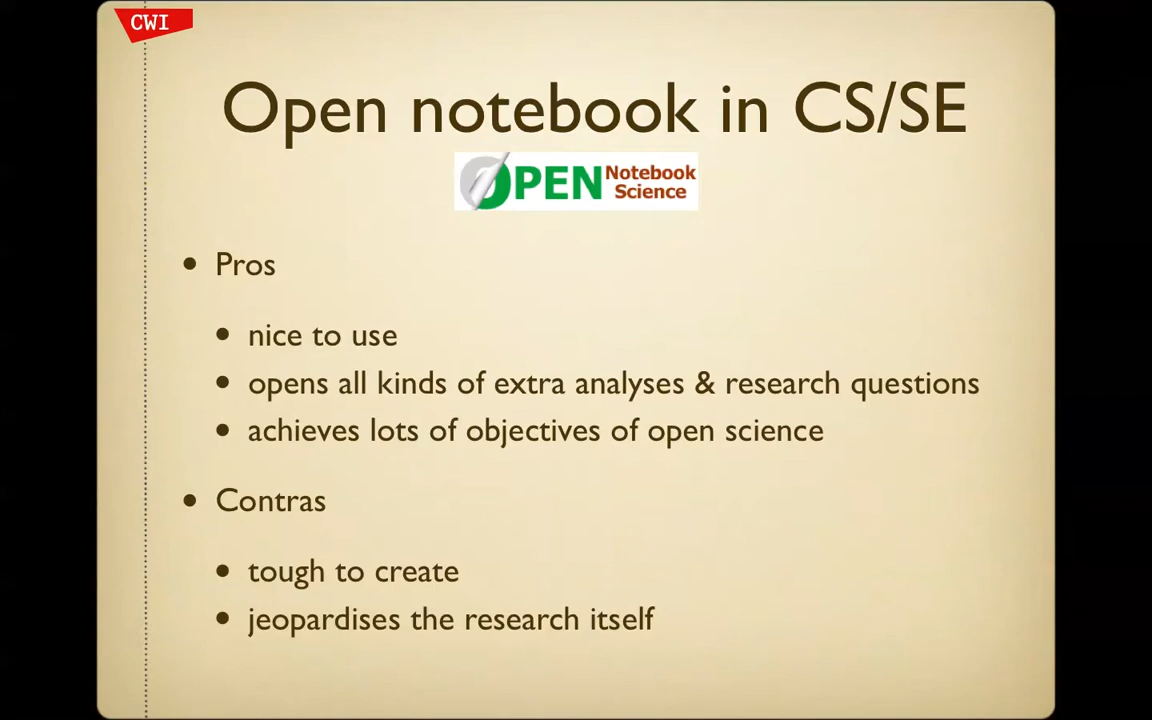 CWI
Open notebook in CS/SE
OPEN Notebook
Science
• Pros
• nice to use
• opens all kinds of extra analyses & research questions
• achieves lots of objectives of open science
• Contras
• tough to create
• jeopardises the research itself